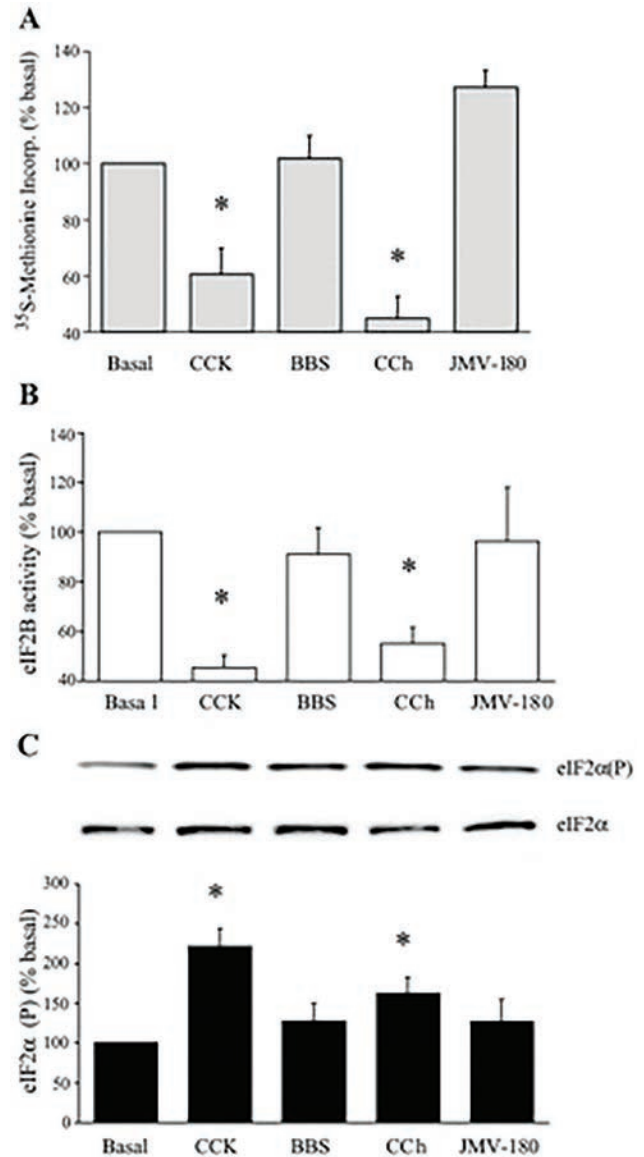 A
35S-Methionine Incorp. (% basal)
140
120
100
80
60
40
*
*
Basal CCK BBS CCh JMV-180
B
eIF2B activity (% basal)
140
120
100
80
60
40
*
*
Basa l CCK BBS CCh JMV-180
C
eIF2α(P)
eIF2α
eIF2α (P) (% basal)
300
250
200
150
100
50
0
*
*
Basal CCK BBS CCh JMV-180